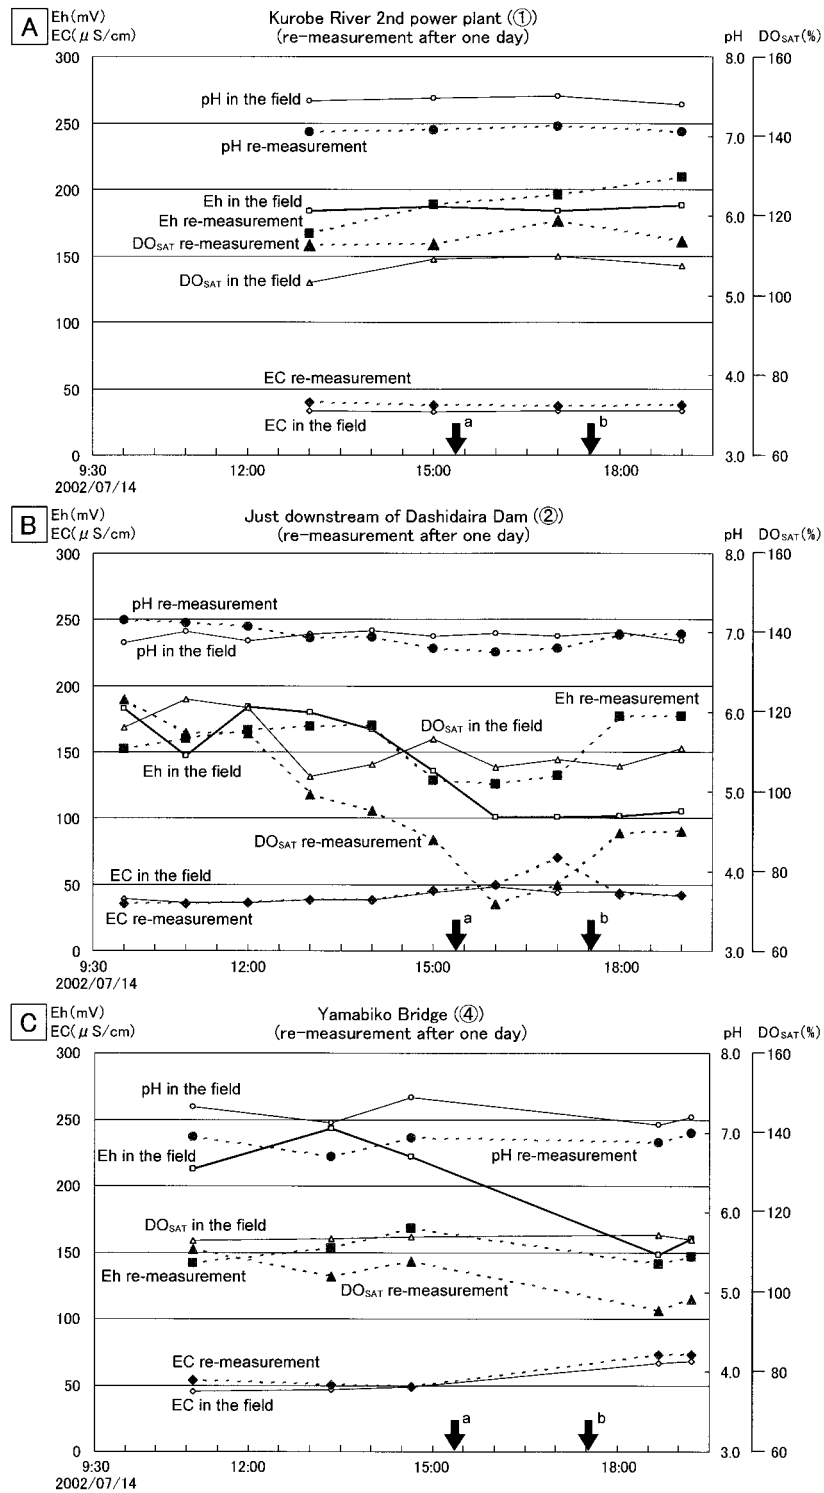 A
Eh(mV)
EC(μS/cm)
Kurobe River 2nd power plant (①)
(re-measurement after one day)
pH DOSAT(%)
300
250
200
150
100
50
0
8.0
7.0
6.0
5.0
4.0
3.0
160
140
120
100
80
60
pH in the field
pH re-measurement
Eh in the field
Eh re-measurement
DOSAT re-measurement
DOSAT in the field
EC re-measurement
EC in the field
a
b
9:30 12:00 15:00 18:00
2002/07/14
B
Eh(mV)
EC(μS/cm)
Just downstream of Dashidaira Dam (②)
(re-measurement after one day)
pH DOSAT(%)
300
250
200
150
100
50
0
8.0
7.0
6.0
5.0
4.0
3.0
160
140
120
100
80
60
pH re-measurement
pH in the field
Eh re-measurement
DOSAT in the field
Eh in the field
DOSAT re-measurement
EC in the field
EC re-measurement
a
b
9:30 12:00 15:00 18:00
2002/07/14
C
Eh(mV)
EC(μS/cm)
Yamabiko Bridge (④)
(re-measurement after one day)
pH DOSAT(%)
300
250
200
150
100
50
0
8.0
7.0
6.0
5.0
4.0
3.0
160
140
120
100
80
60
pH in the field
Eh in the field
pH re-measurement
DOSAT in the field
Eh re-measurement
DOSAT re-measurement
EC re-measurement
EC in the field
a
b
9:30 12:00 15:00 18:00
2002/07/14